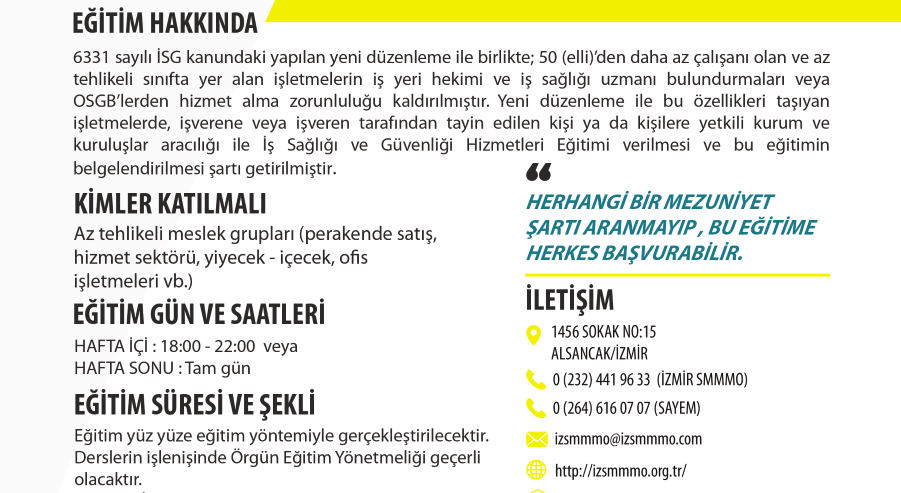 EĞİTİM HAKKINDA
6331 sayılı İSG kanundaki yapılan yeni düzenleme ile birlikte; 50 (elli)’den daha az çalışanı olan ve az
tehlikeli sınıfta yer alan işletmelerin iş yeri hekimi ve iş sağlığı uzmanı bulundurmaları veya
OSGB’lerden hizmet alma zorunluluğu kaldırılmıştır. Yeni düzenleme ile bu özellikleri taşıyan
işletmelerde, işverene veya işveren tarafından tayin edilen kişi ya da kişilere yetkili kurum ve
kuruluşlar aracılığı ile İş Sağlığı ve Güvenliği Hizmetleri Eğitimi verilmesi ve bu eğitimin
belgelendirilmesi şartı getirilmiştir.
KİMLER KATILMALI
Az tehlikeli meslek grupları (perakende satış,
hizmet sektörü, yiyecek - içecek, ofis
işletmeleri vb.)
EĞİTİM GÜN VE SAATLERİ
HAFTA İÇİ : 18:00 - 22:00 veya
HAFTA SONU : Tam gün
EĞİTİM SÜRESİ VE ŞEKLİ
Eğitim yüz yüze eğitim yöntemiyle gerçekleştirilecektir.
Derslerin işlenişinde Örgün Eğitim Yönetmeliği geçerli
olacaktır.
“
HERHANGİ BİR MEZUNİYET
ŞARTI ARANMAYIP , BU EĞİTİME
HERKES BAŞVURABİLİR.
İLETİŞİM
1456 SOKAK NO:15
ALSANCAK/İZMİR
0 (232) 441 96 33 (İZMİR SMMMO)
0 (264) 616 07 07 (SAYEM)
izsmmmo@izsmmmo.com
http://izsmmmo.org.tr/